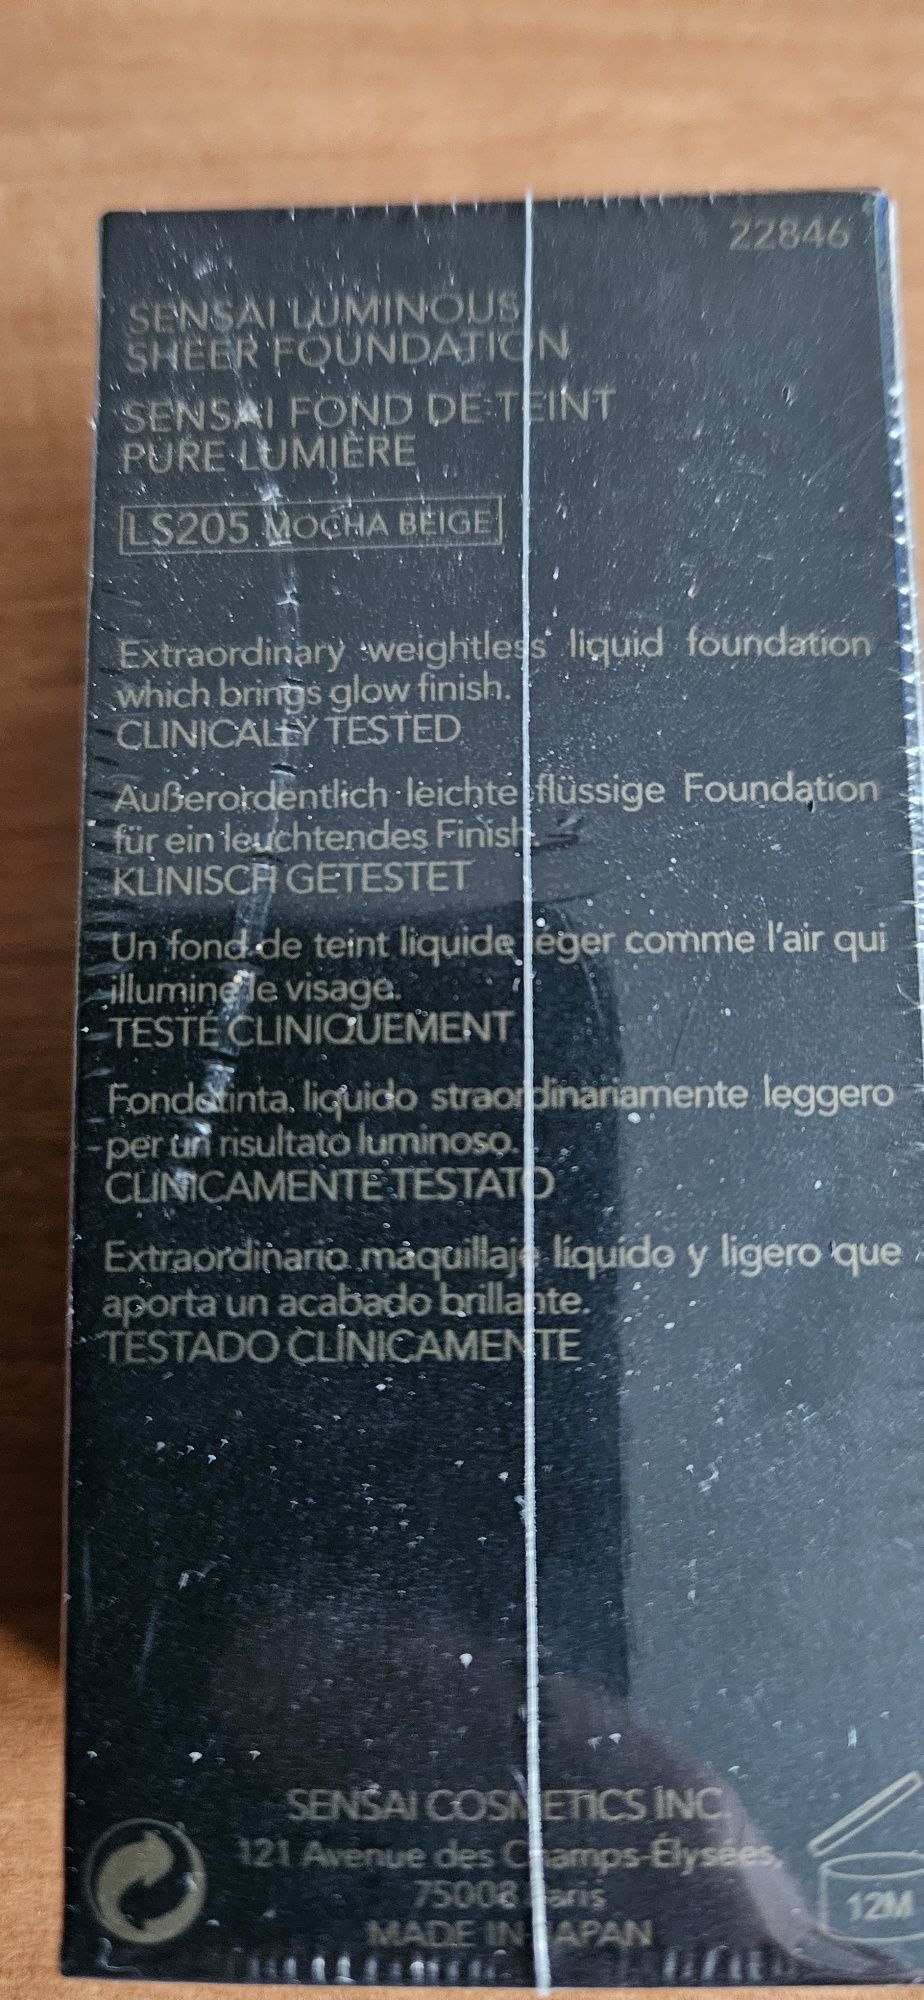 22846
SENSAI LUMINOUS
SHEER FOUNDATION
SENSAI FOND DE TEINT
PURE LUMIÈRE
LS205 MOCHA BEIGE
Extraordinary weightless liquid foundation
which brings glow finish.
CLINICALLY TESTED
Außerordentlich leichte flüssige Foundation
für ein leuchtendes Finish.
KLINISCH GETESTET
Un fond de teint liquide léger comme l'air qui
illumine le visage.
TESTÉ CLINIQUEMENT
Fondotinta liquido straordinariamente leggero
per un risultato luminoso.
CLINICAMENTE TESTATO
Extraordinario maquillaje líquido y ligero que
aporta un acabado brillante.
TESTADO CLÍNICAMENTE
SENSAI COSMETICS INC.
121 Avenue des Champs-Élysées,
75008 Paris
MADE IN JAPAN
12M